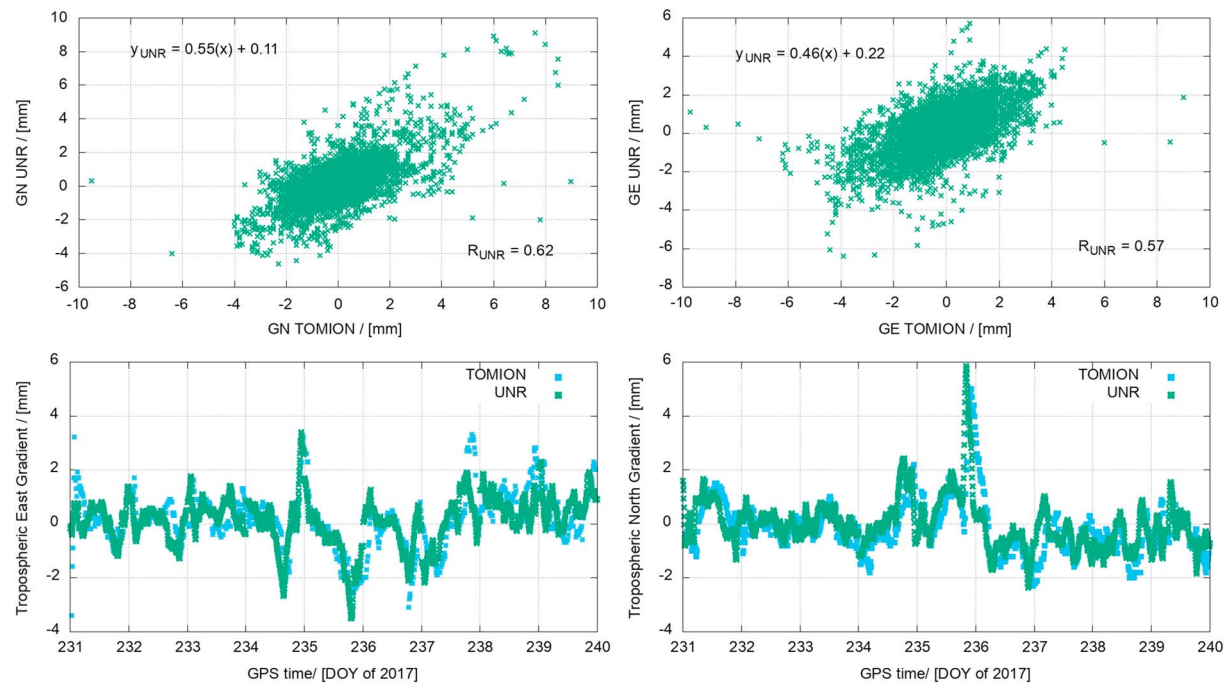 10
8
6
4
2
0
-2
-4
-6
GN UNR / [mm]
yUNR = 0.55(x) + 0.11
RUNR = 0.62
-10 -8 -6 -4 -2 0 2 4 6 8 10
GN TOMION / [mm]
6
4
2
0
-2
-4
-6
-8
GE UNR / [mm]
yUNR = 0.46(x) + 0.22
RUNR = 0.57
-10 -8 -6 -4 -2 0 2 4 6 8 10
GE TOMION / [mm]
6
4
2
0
-2
-4
Tropospheric East Gradient / [mm]
TOMION
UNR
231 232 233 234 235 236 237 238 239 240
GPS time/ [DOY of 2017]
6
4
2
0
-2
-4
Tropospheric North Gradient / [mm]
TOMION
UNR
231 232 233 234 235 236 237 238 239 240
GPS time/ [DOY of 2017]